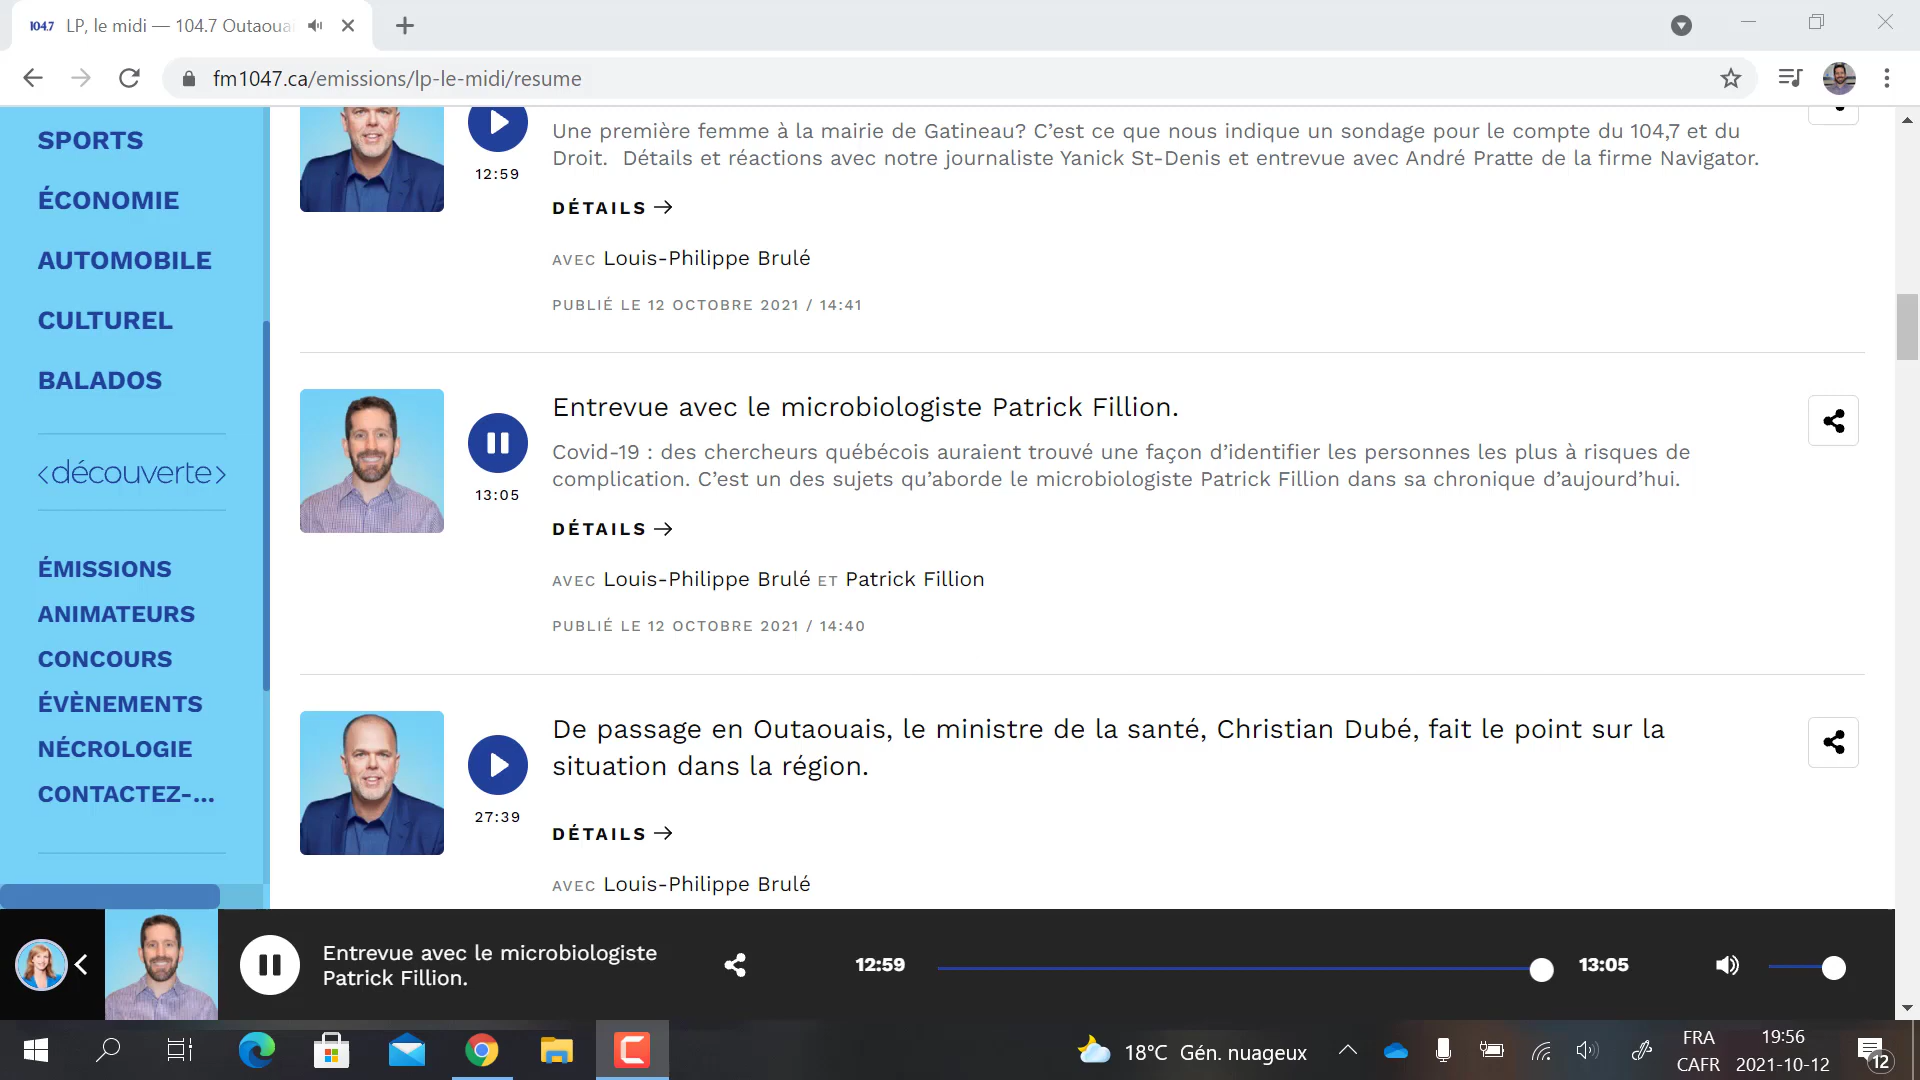 104.7 LP, le midi — 104.7 Outaouai
fm1047.ca/emissions/lp-le-midi/resume
SPORTS
ÉCONOMIE
AUTOMOBILE
CULTUREL
BALADOS
<découverte>
ÉMISSIONS
ANIMATEURS
CONCOURS
ÉVÈNEMENTS
NÉCROLOGIE
CONTACTEZ-...
12:59
Une première femme à la mairie de Gatineau? C’est ce que nous indique un sondage pour le compte du 104,7 et du
Droit. Détails et réactions avec notre journaliste Yanick St-Denis et entrevue avec André Pratte de la firme Navigator.
DÉTAILS →
AVEC Louis-Philippe Brulé
PUBLIÉ LE 12 OCTOBRE 2021 / 14:41
13:05
Entrevue avec le microbiologiste Patrick Fillion.
Covid-19 : des chercheurs québécois auraient trouvé une façon d’identifier les personnes les plus à risques de
complication. C’est un des sujets qu’aborde le microbiologiste Patrick Fillion dans sa chronique d’aujourd’hui.
DÉTAILS →
AVEC Louis-Philippe Brulé ET Patrick Fillion
PUBLIÉ LE 12 OCTOBRE 2021 / 14:40
27:39
De passage en Outaouais, le ministre de la santé, Christian Dubé, fait le point sur la
situation dans la région.
DÉTAILS →
AVEC Louis-Philippe Brulé
Entrevue avec le microbiologiste
Patrick Fillion.
12:59
13:05
18°C Gén. nuageux
FRA
CAFR
19:56
2021-10-12
12